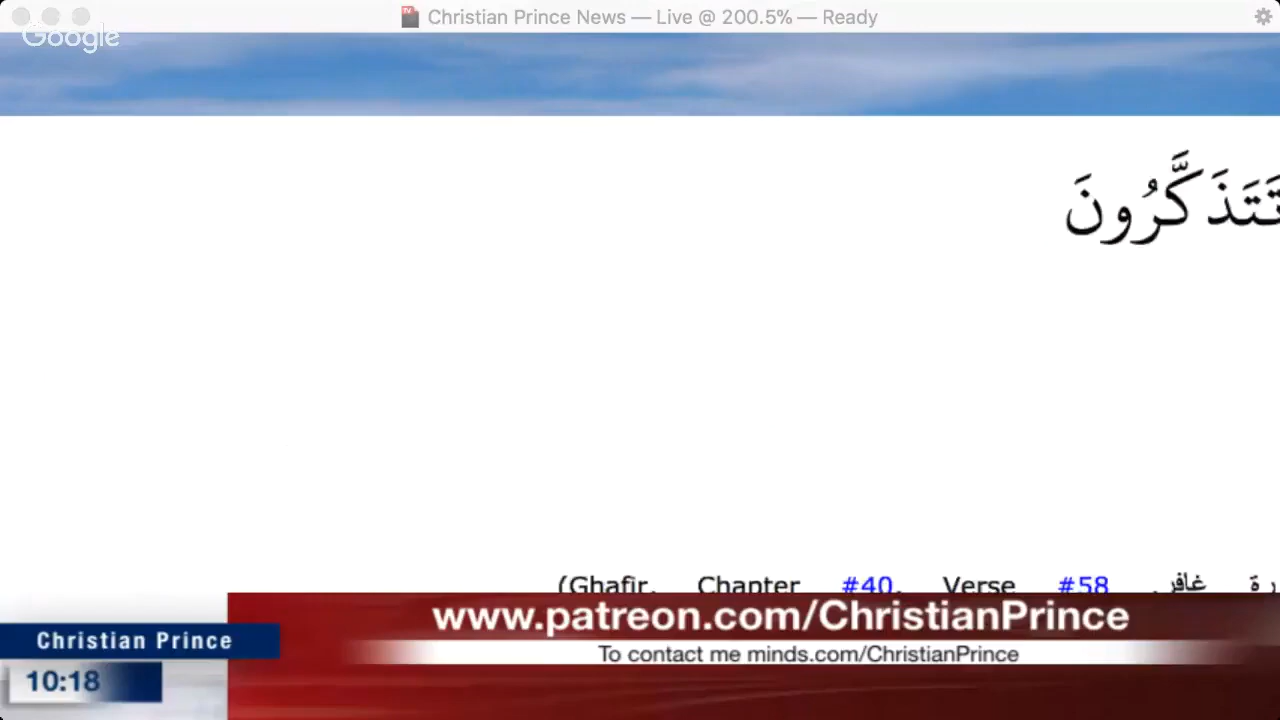 Christian Prince News — Live @ 200.5% — Ready
Google
تَتَذَكَّرُونَ
(Ghafir, Chapter #40, Verse #58 غافر
www.patreon.com/ChristianPrince
To contact me minds.com/ChristianPrince
Christian Prince
10:18